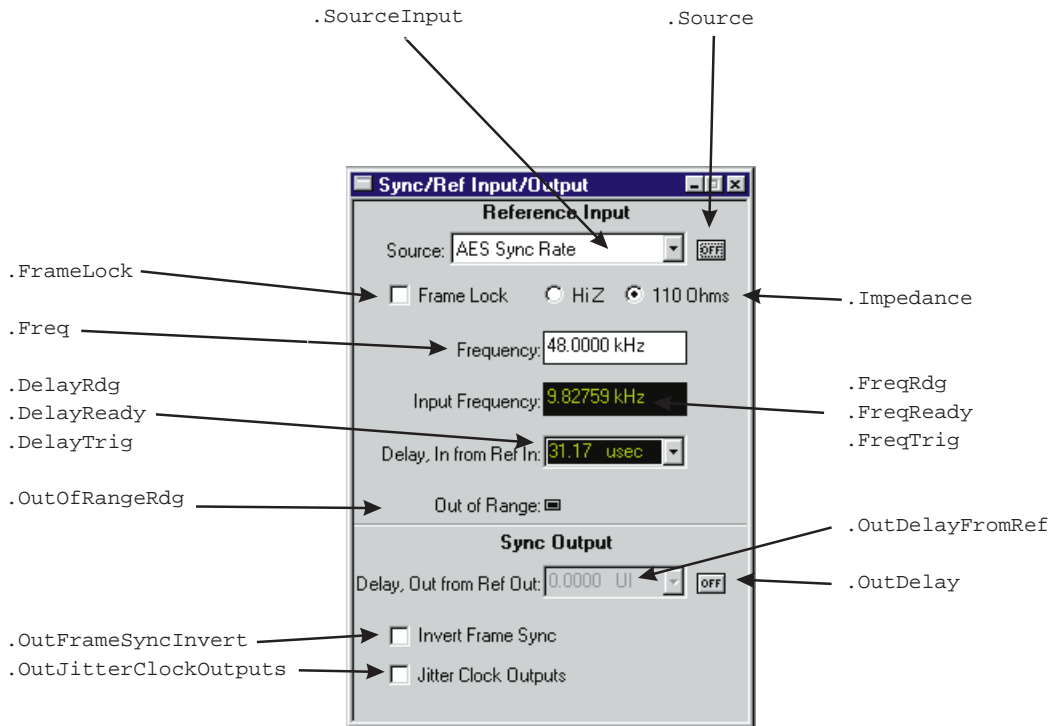 .SourceInput
.Source
Sync/Ref Input/Output
Reference Input
Source: AES Sync Rate OFF
.FrameLock
Frame Lock HiZ 110 Ohms
.Impedance
.Freq
Frequency: 48.0000 kHz
.DelayRdg
.DelayReady
.DelayTrig
Input Frequency: 9.82759 kHz
.FreqRdg
.FreqReady
.FreqTrig
Delay, In from Ref In: 31.17 usec
.OutOfRangeRdg
Out of Range:
Sync Output
.OutDelayFromRef
Delay, Out from Ref Out: 0.0000 UI OFF
.OutDelay
.OutFrameSyncInvert
Invert Frame Sync
.OutJitterClockOutputs
Jitter Clock Outputs